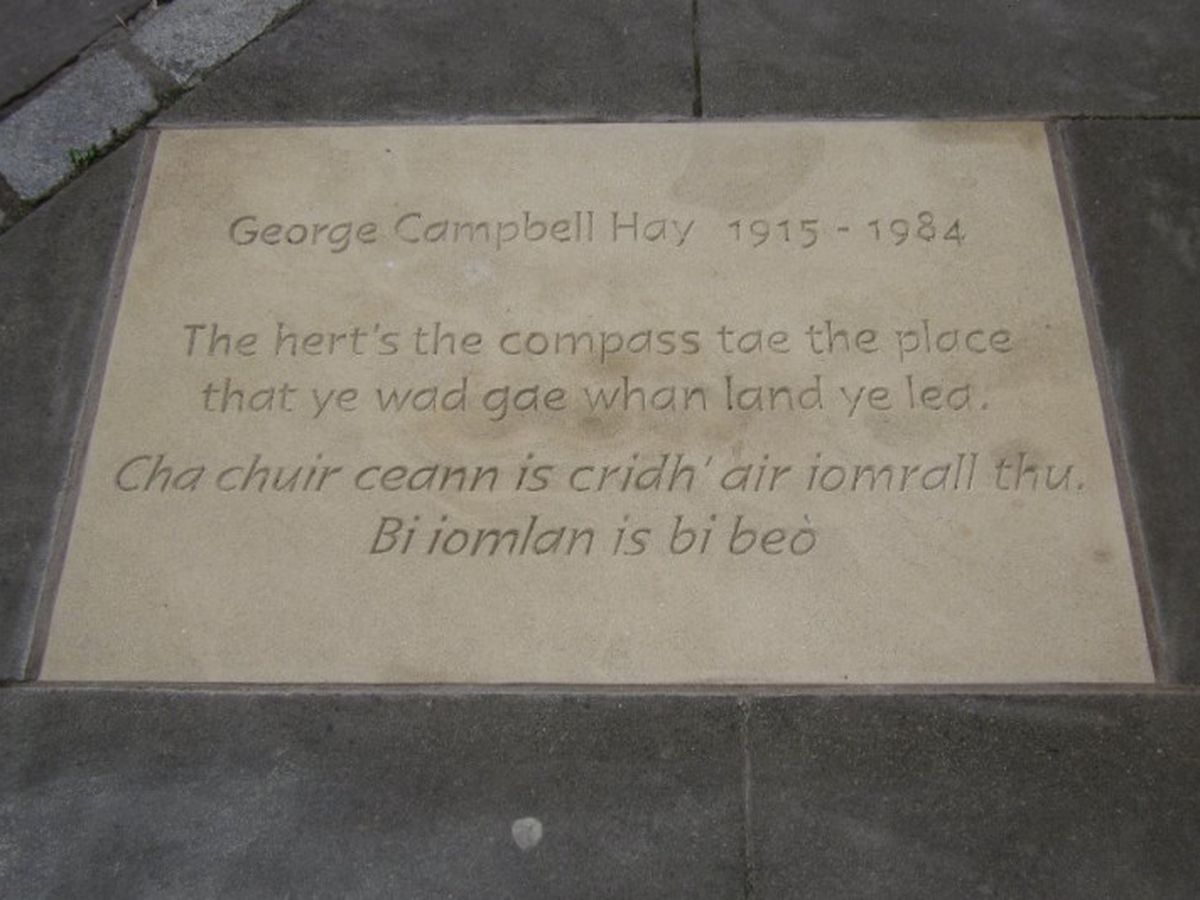 George Campbell Hay 1915 - 1984
The hert's the compass tae the place
that ye wad gae whan land ye lea.
Cha chuir ceann is cridh' air iomrall thu.
Bi iomlan is bi beò